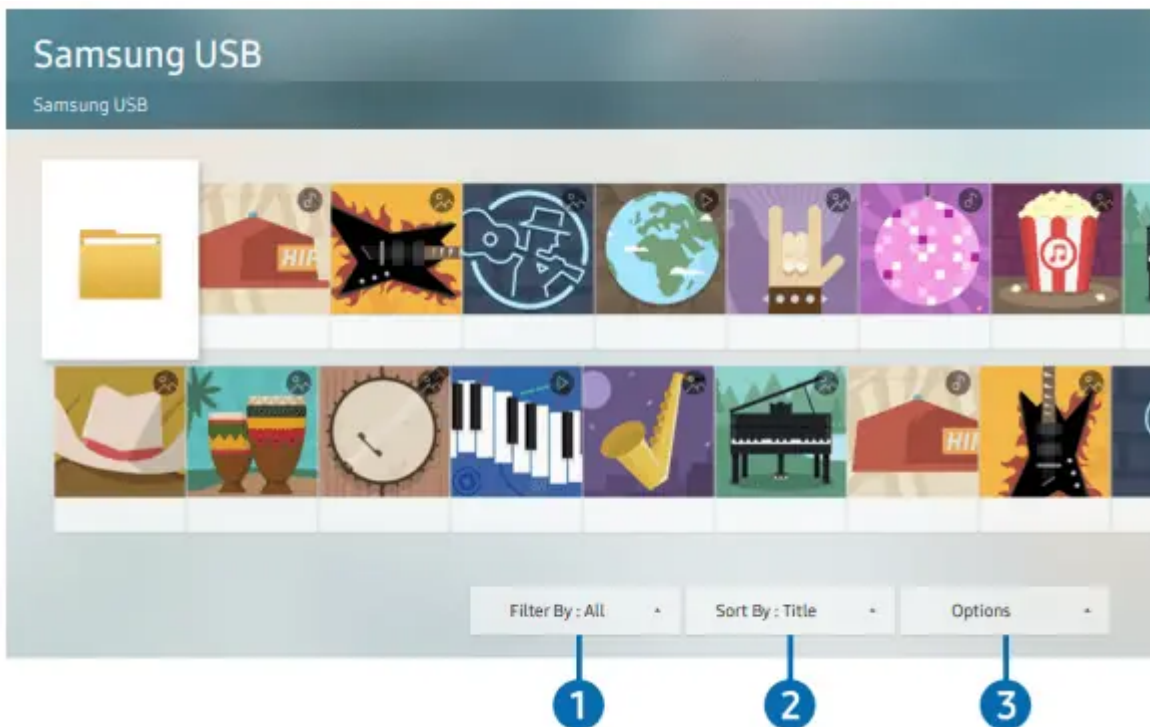 Samsung USB
Samsung USB
HIP
HIP
Filter By : All
Sort By : Title
Options
1
2
3